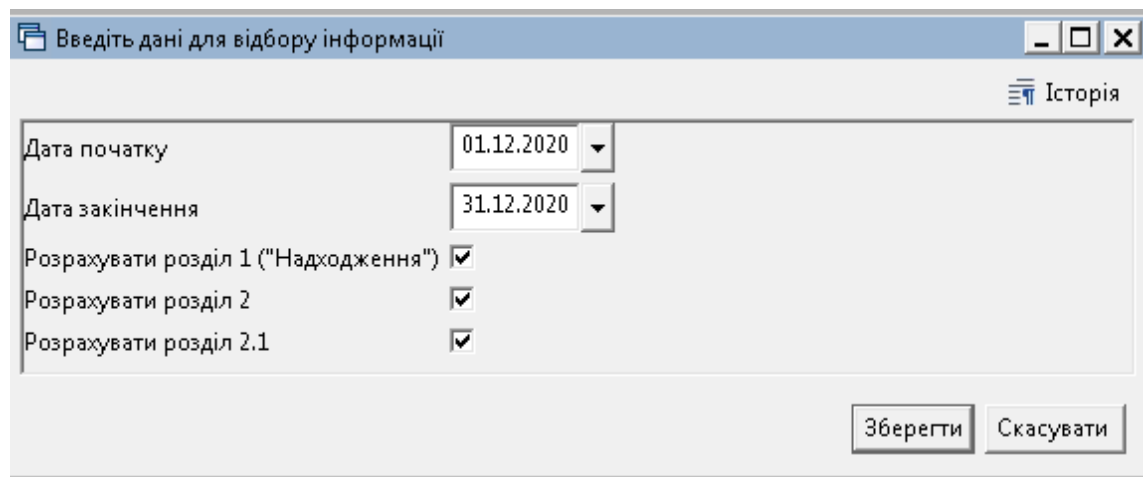 Введіть дані для відбору інформації
Історія
Дата початку 01.12.2020
Дата закінчення 31.12.2020
Розрахувати розділ 1 ("Надходження")
Розрахувати розділ 2
Розрахувати розділ 2.1
Зберегти Скасувати